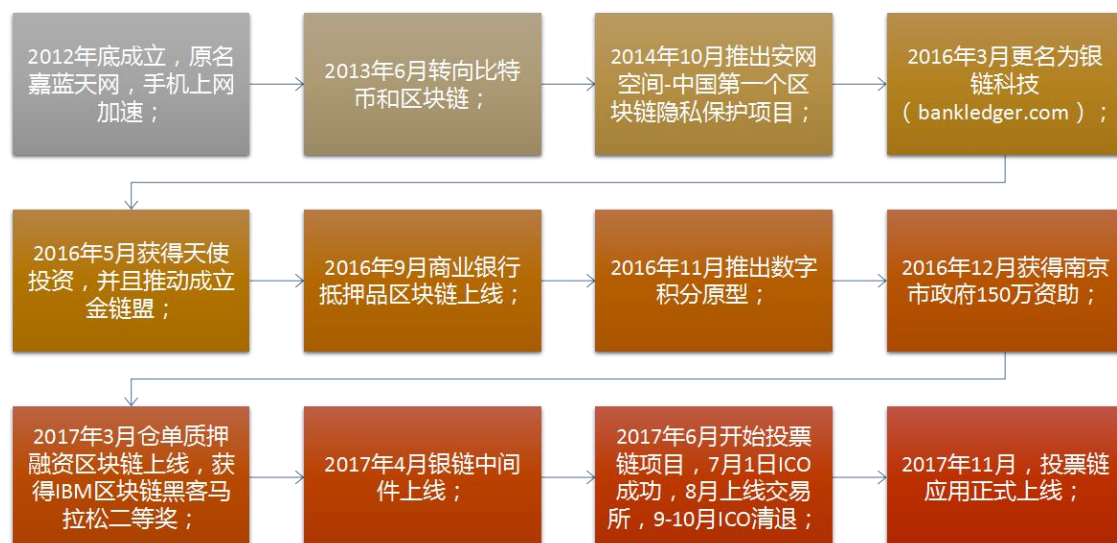 2012年底成立，原名
嘉蓝天网，手机上网
加速；
2013年6月转向比特
币和区块链；
2014年10月推出安网
空间-中国第一个区
块链隐私保护项目；
2016年3月更名为银
链科技
（bankledger.com）；
2016年5月获得天使
投资，并且推动成立
金链盟；
2016年9月商业银行
抵押品区块链上线；
2016年11月推出数字
积分原型；
2016年12月获得南京
市政府150万资助；
2017年3月仓单质押
融资区块链上线，获
得IBM区块链黑客马
拉松二等奖；
2017年4月银链中间
件上线；
2017年6月开始投票
链项目，7月1日ICO
成功，8月上线交易
所，9-10月ICO清退；
2017年11月，投票链
应用正式上线；